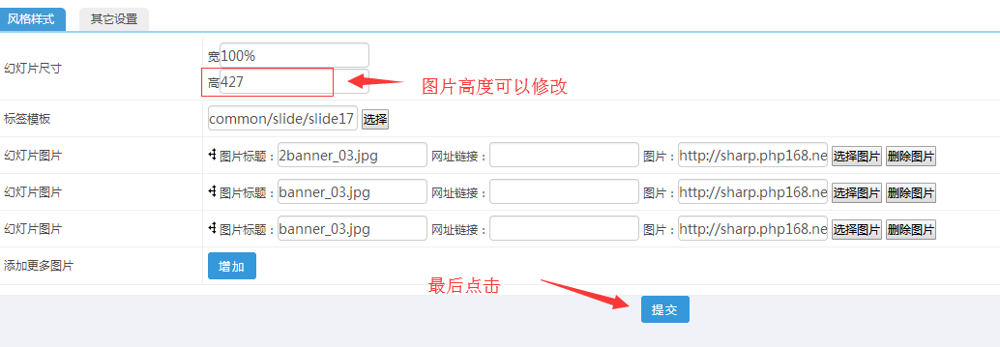 风格样式 其它设置
幻灯片尺寸
宽100%
高427
图片高度可以修改
标签模板 common/slide/slide17 选择
幻灯片图片 图片标题：2banner_03.jpg 网址链接： 图片：http://sharp.php168.ne 选择图片 删除图片
幻灯片图片 图片标题：banner_03.jpg 网址链接： 图片：http://sharp.php168.ne 选择图片 删除图片
幻灯片图片 图片标题：banner_03.jpg 网址链接： 图片：http://sharp.php168.ne 选择图片 删除图片
添加更多图片 增加
最后点击
提交